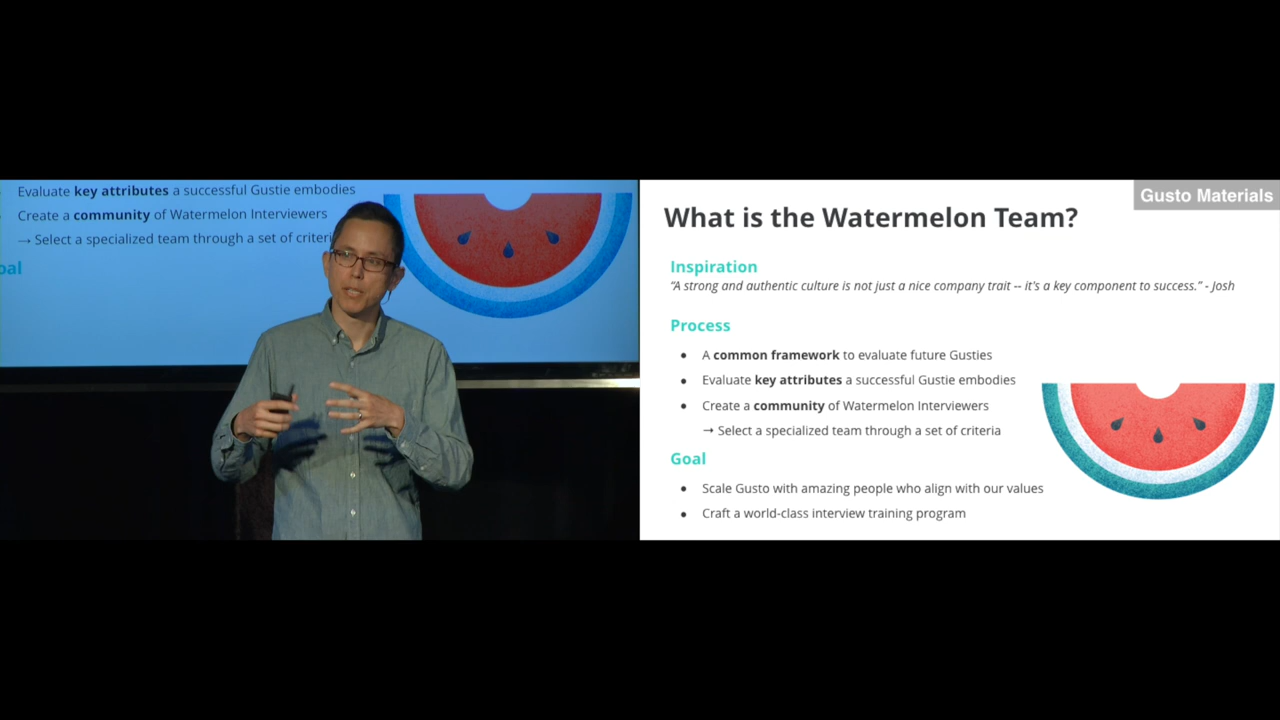 Evaluate key attributes a successful Gustie embodies
Create a community of Watermelon Interviewers
→ Select a specialized team through a set of criteri
oal
Gusto Materials
What is the Watermelon Team?
Inspiration
“A strong and authentic culture is not just a nice company trait -- it's a key component to success.” - Josh
Process
● A common framework to evaluate future Gusties
● Evaluate key attributes a successful Gustie embodies
● Create a community of Watermelon Interviewers
→ Select a specialized team through a set of criteria
Goal
● Scale Gusto with amazing people who align with our values
● Craft a world-class interview training program